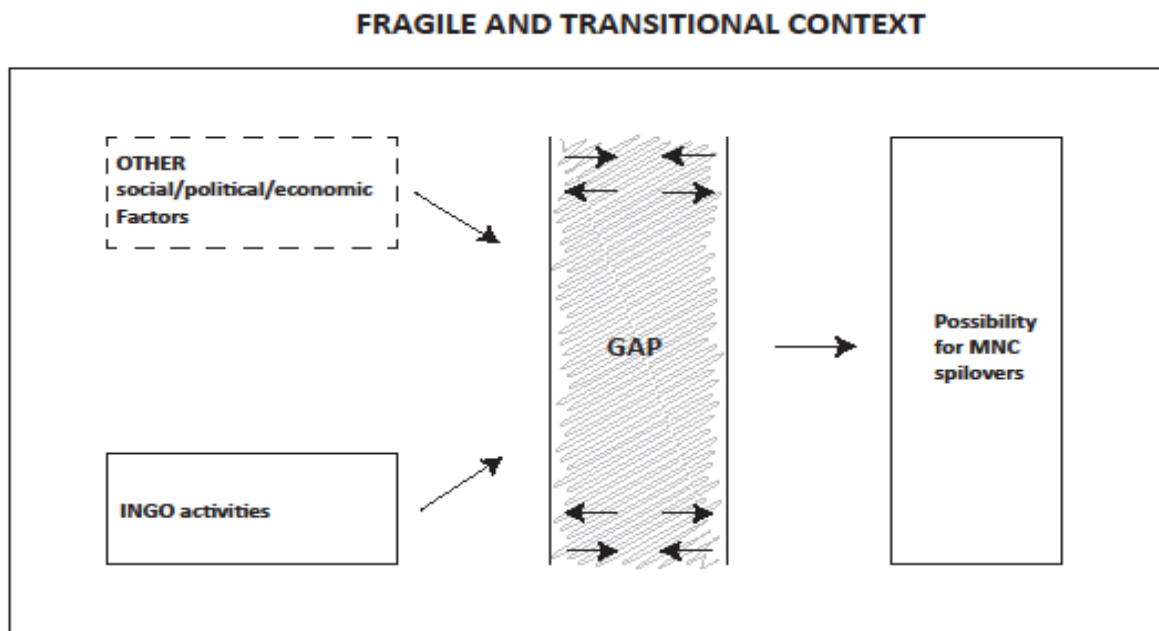 FRAGILE AND TRANSITIONAL CONTEXT
OTHER
social/political/economic
Factors
GAP
Possibility
for MNC
spilovers
INGO activities